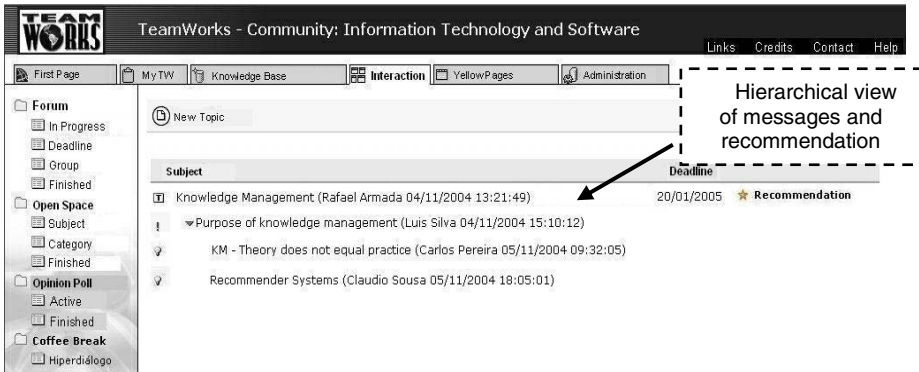 TEAM
WORKS
TeamWorks - Community: Information Technology and Software
Links Credits Contact Help
First Page MyTW Knowledge Base Interaction YellowPages Administration
Hierarchical view
of messages and
recommendation
Forum
In Progress
Deadline
Group
Finished
Open Space
Subject
Category
Finished
Opinion Poll
Active
Finished
Coffee Break
Hiperdiálogo
New Topic
Subject Deadline
T Knowledge Management (Rafael Armada 04/11/2004 13:21:49) 20/01/2005 Recommendation
! Purpose of knowledge management (Luis Silva 04/11/2004 15:10:12)
KM - Theory does not equal practice (Carlos Pereira 05/11/2004 09:32:05)
Recommender Systems (Claudio Sousa 05/11/2004 18:05:01)